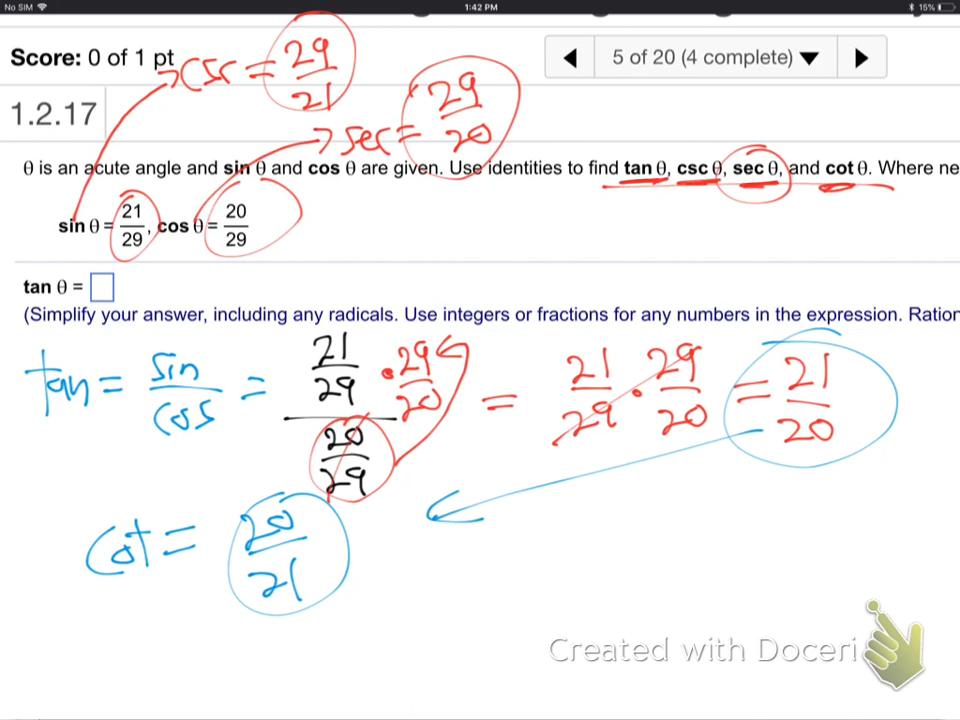 No SIM 1:42 PM 15%
Score: 0 of 1 pt
5 of 20 (4 complete)
csc = 29/21
1.2.17
sec = 29/20
θ is an acute angle and sin θ and cos θ are given. Use identities to find tan θ, csc θ, sec θ, and cot θ. Where ne
sin θ = 21/29, cos θ = 20/29
tan θ =
(Simplify your answer, including any radicals. Use integers or fractions for any numbers in the expression. Ration
tan = sin/cos = 21/29 · 29/20 / 20/29 = 21/29 · 29/20 = 21/20
cot = 20/21
Created with Doceri